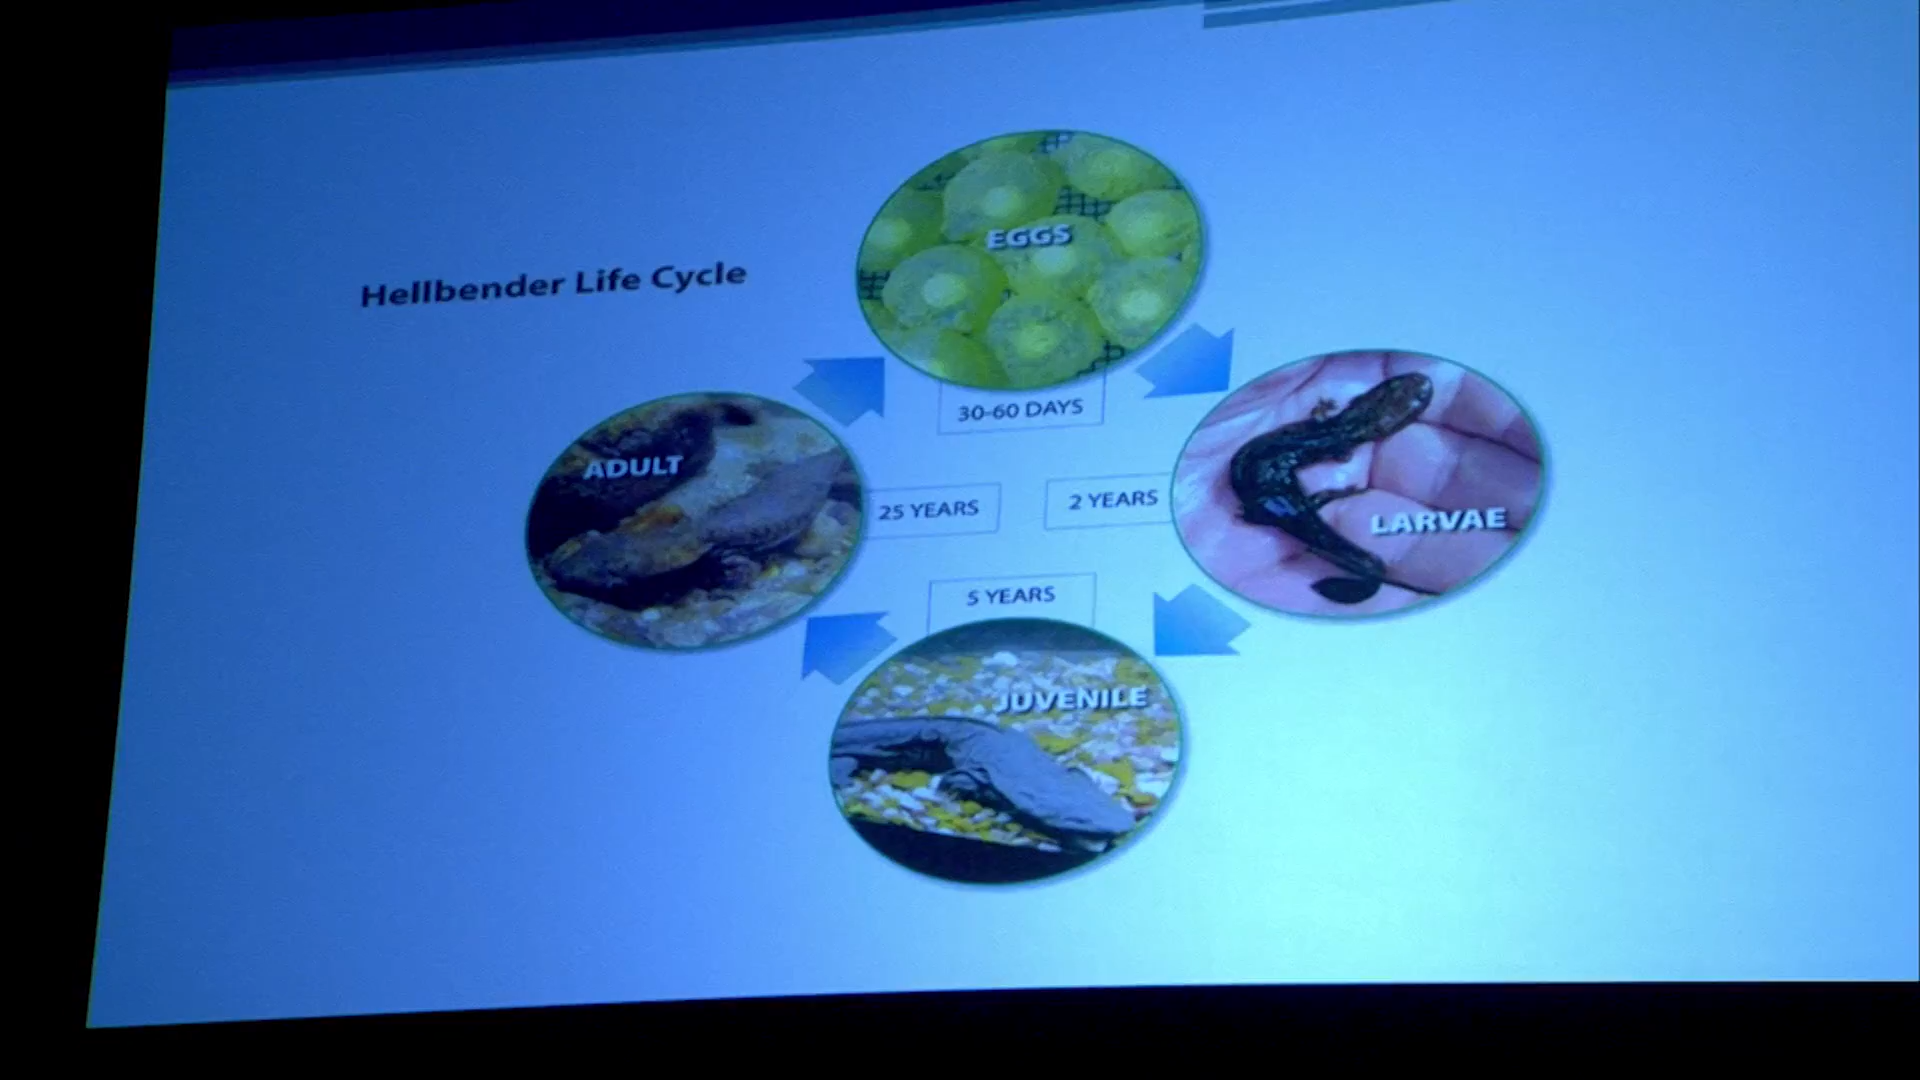 Hellbender Life Cycle
EGGS
30-60 DAYS
ADULT
25 YEARS
2 YEARS
LARVAE
5 YEARS
JUVENILE